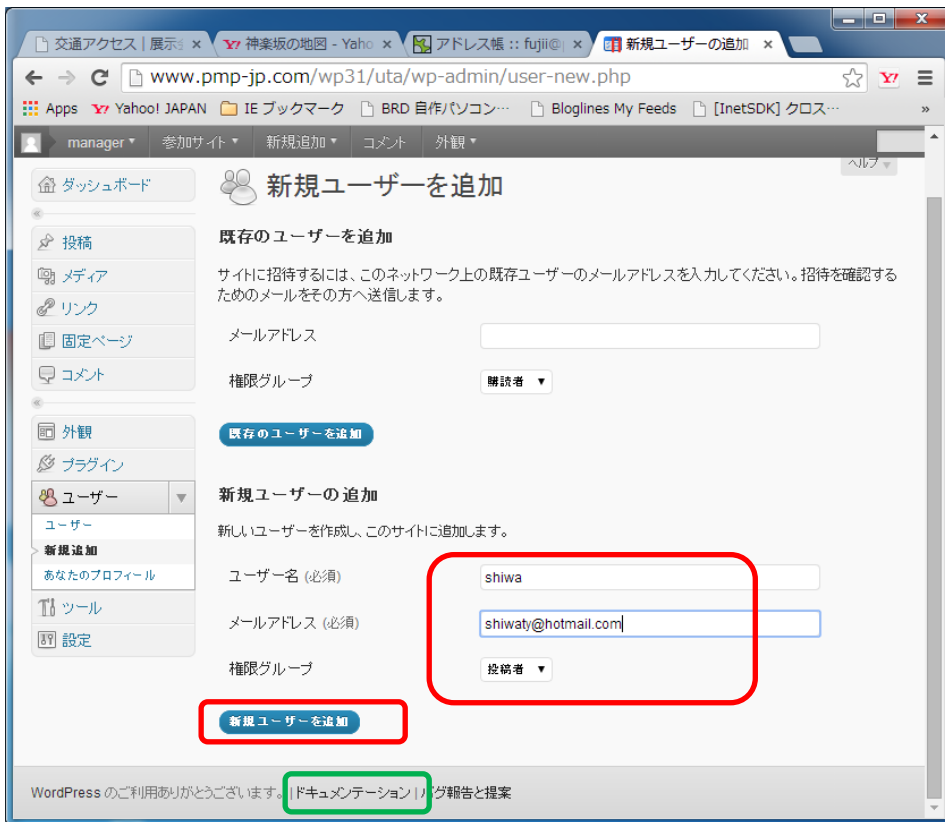 交通アクセス | 展示会
神楽坂の地図 - Yaho
アドレス帳 :: fujii@p
新規ユーザーの追加
www.pmp-jp.com/wp31/uta/wp-admin/user-new.php
Apps Yahoo! JAPAN IE ブックマーク BRD 自作パソコン… Bloglines My Feeds [InetSDK] クロス… »
manager 参加サイト 新規追加 コメント 外観
ヘルプ
ダッシュボード
投稿
メディア
リンク
固定ページ
コメント
外観
プラグイン
ユーザー
ユーザー
新規追加
あなたのプロフィール
ツール
設定
新規ユーザーを追加
既存のユーザーを追加
サイトに招待するには、このネットワーク上の既存ユーザーのメールアドレスを入力してください。招待を確認する
ためのメールをその方へ送信します。
メールアドレス
権限グループ 購読者
既存のユーザーを追加
新規ユーザーの追加
新しいユーザーを作成し、このサイトに追加します。
ユーザー名 (必須) shiwa
メールアドレス (必須) shiwaty@hotmail.com
権限グループ 投稿者
新規ユーザーを追加
WordPress のご利用ありがとうございます。 | ドキュメンテーション | バグ報告と提案